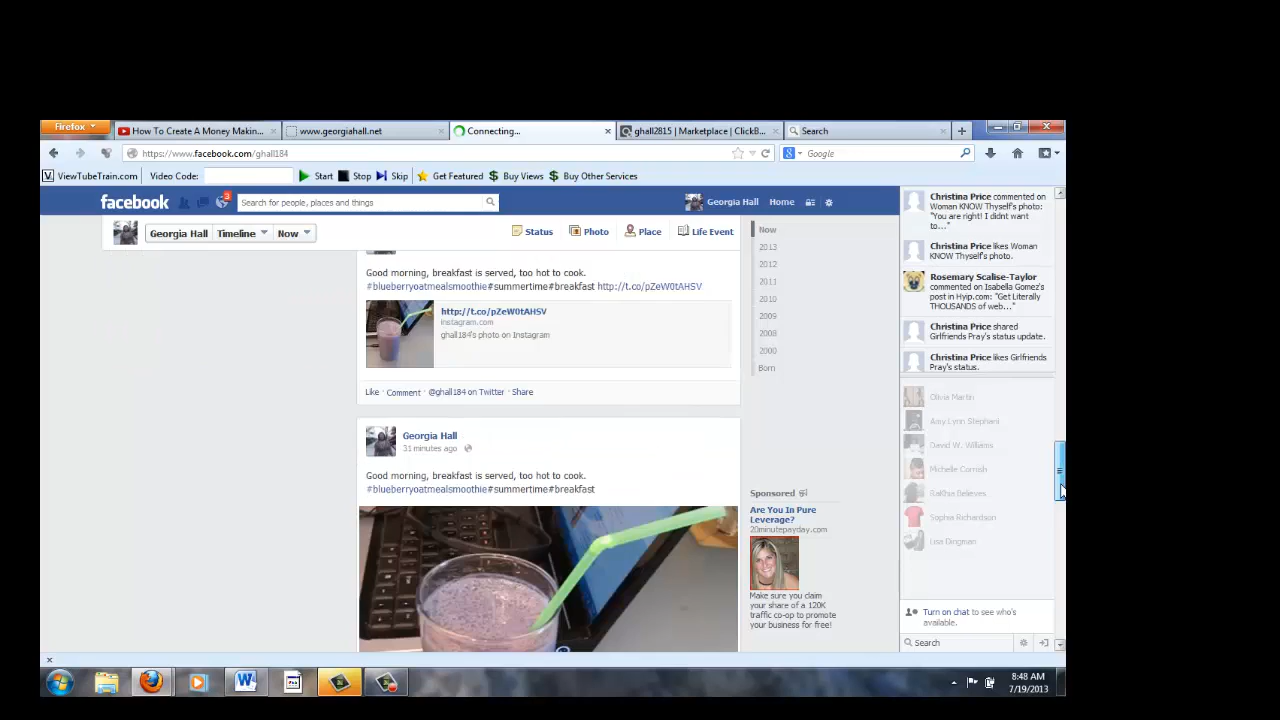 Firefox
How To Create A Money Makin...
www.georgiahall.net
Connecting...
ghall2815 | Marketplace | ClickB...
Search
https://www.facebook.com/ghall184
Google
ViewTubeTrain.com
Video Code:
Start
Stop
Skip
Get Featured
Buy Views
Buy Other Services
facebook
3
Search for people, places and things
Georgia Hall
Home
Georgia Hall
Timeline
Now
Status
Photo
Place
Life Event
Good morning, breakfast is served, too hot to cook.
#blueberryoatmealsmoothie#summertime#breakfast http://t.co/pZeW0tAHSV
http://t.co/pZeW0tAHSV
instagram.com
ghall184's photo on Instagram
Like · Comment · @ghall184 on Twitter · Share
Georgia Hall
31 minutes ago
Good morning, breakfast is served, too hot to cook.
#blueberryoatmealsmoothie#summertime#breakfast
Now
2013
2012
2011
2010
2009
2008
2000
Born
Sponsored
Are You In Pure
Leverage?
20minutepayday.com
Make sure you claim
your share of a 120K
traffic co-op to promote
your business for free!
Christina Price commented on
Woman KNOW Thyself's photo:
"You are right! I didnt want
to..."
Christina Price likes Woman
KNOW Thyself's photo.
Rosemary Scalise-Taylor
commented on Isabella Gomez's
post in Hyip.com: "Get Literally
THOUSANDS of web..."
Christina Price shared
Girlfriends Pray's status update.
Christina Price likes Girlfriends
Pray's status.
Olivia Martin
Amy Lynn Stephani
David W. Williams
Michelle Cornish
Rakhia Believes
Sophia Richardson
Lisa Dingman
Turn on chat to see who's
available.
Search
8:48 AM
7/19/2013